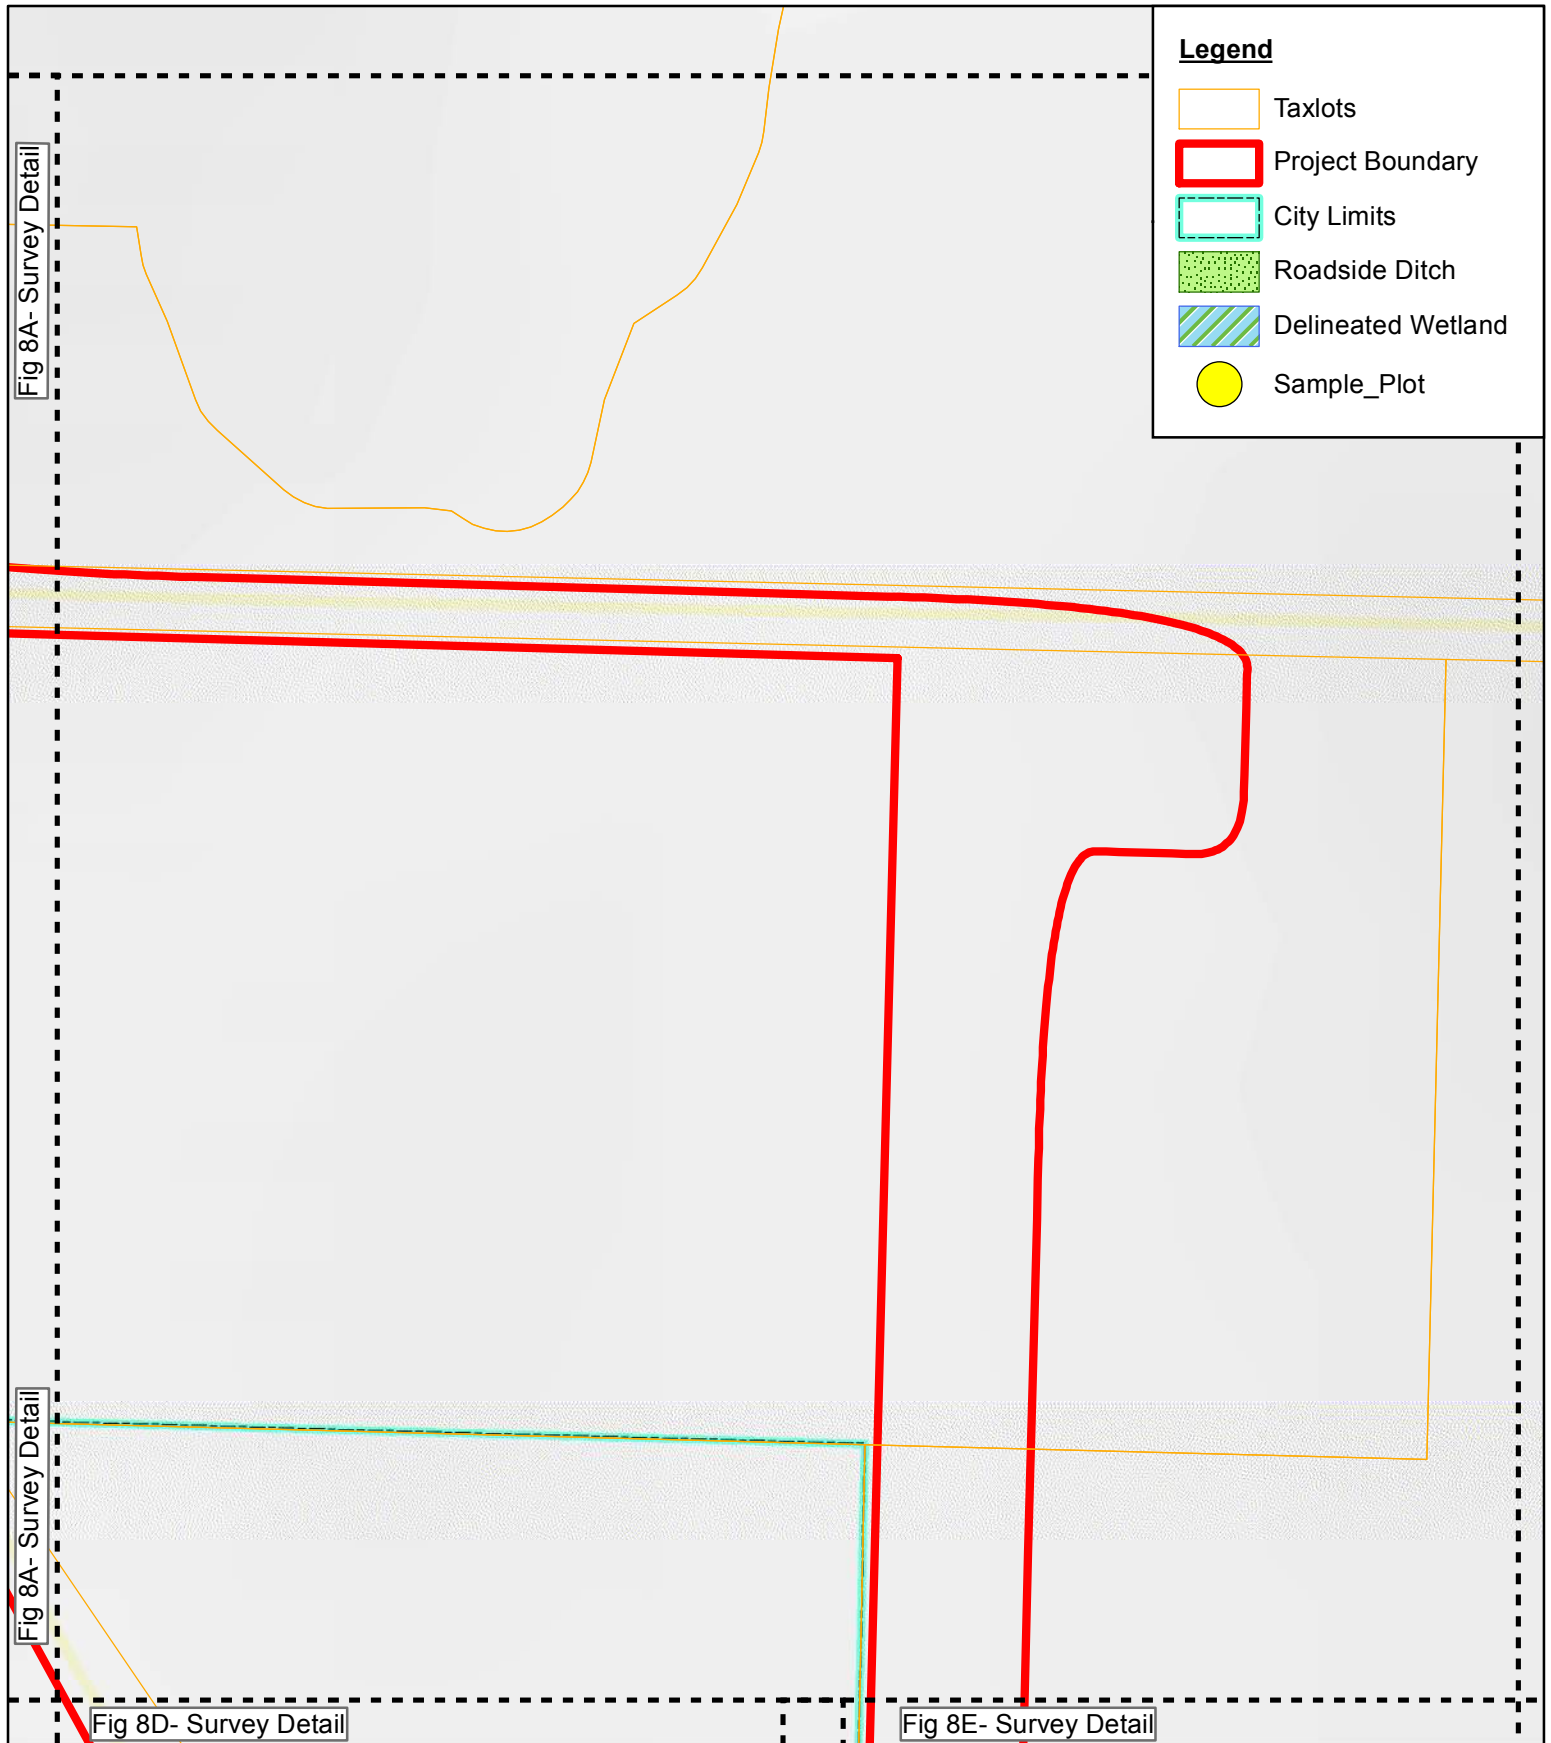 Legend
Taxlots
Project Boundary
City Limits
Roadside Ditch
Delineated Wetland
Sample_Plot
Fig 8A- Survey Detail
Fig 8A- Survey Detail
Fig 8D- Survey Detail
Fig 8E- Survey Detail